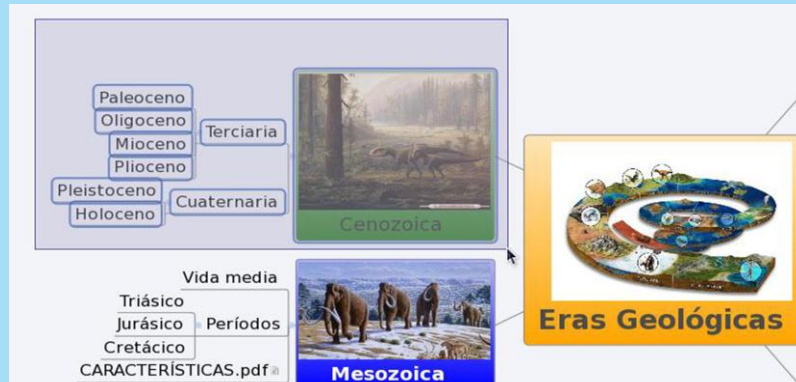 Paleoceno
Oligoceno
Mioceno
Plioceno
Terciaria
Pleistoceno
Holoceno
Cuaternaria
Cenozoica
Vida media
Triásico
Jurásico
Cretácico
Períodos
CARACTERÍSTICAS.pdf
Mesozoica
Eras Geológicas